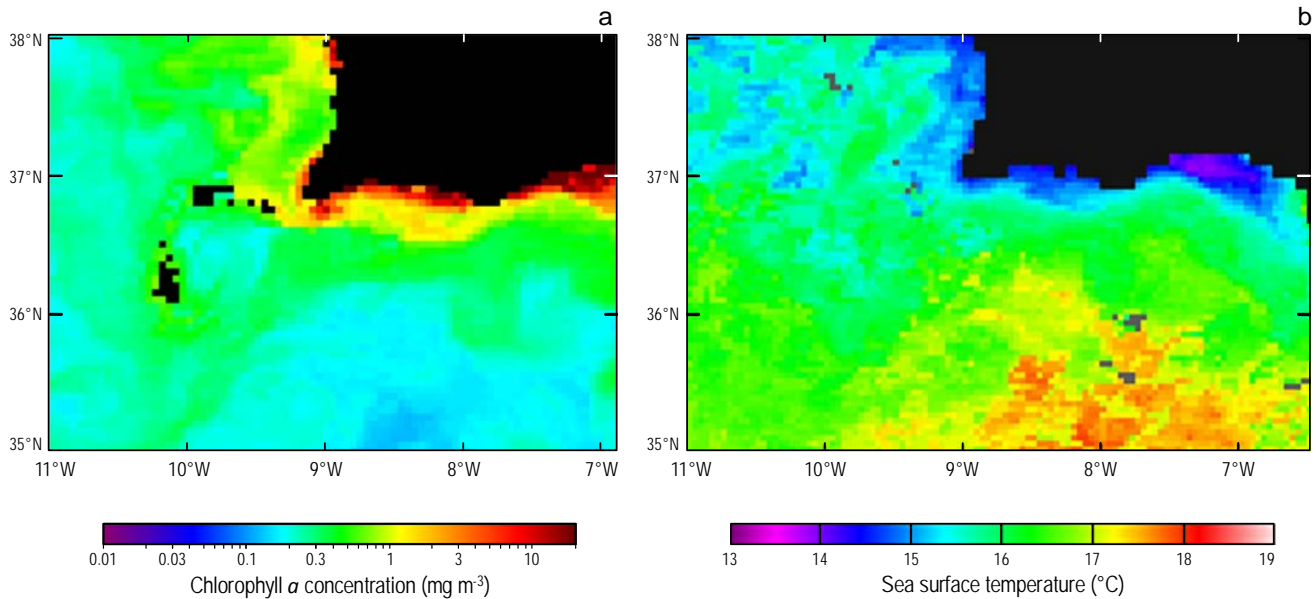 a
b
38°N
37°N
36°N
35°N
11°W 10°W 9°W 8°W 7°W
38°N
37°N
36°N
35°N
11°W 10°W 9°W 8°W 7°W
0.01 0.03 0.1 0.3 1 3 10
Chlorophyll a concentration (mg m-3)
13 14 15 16 17 18 19
Sea surface temperature (°C)